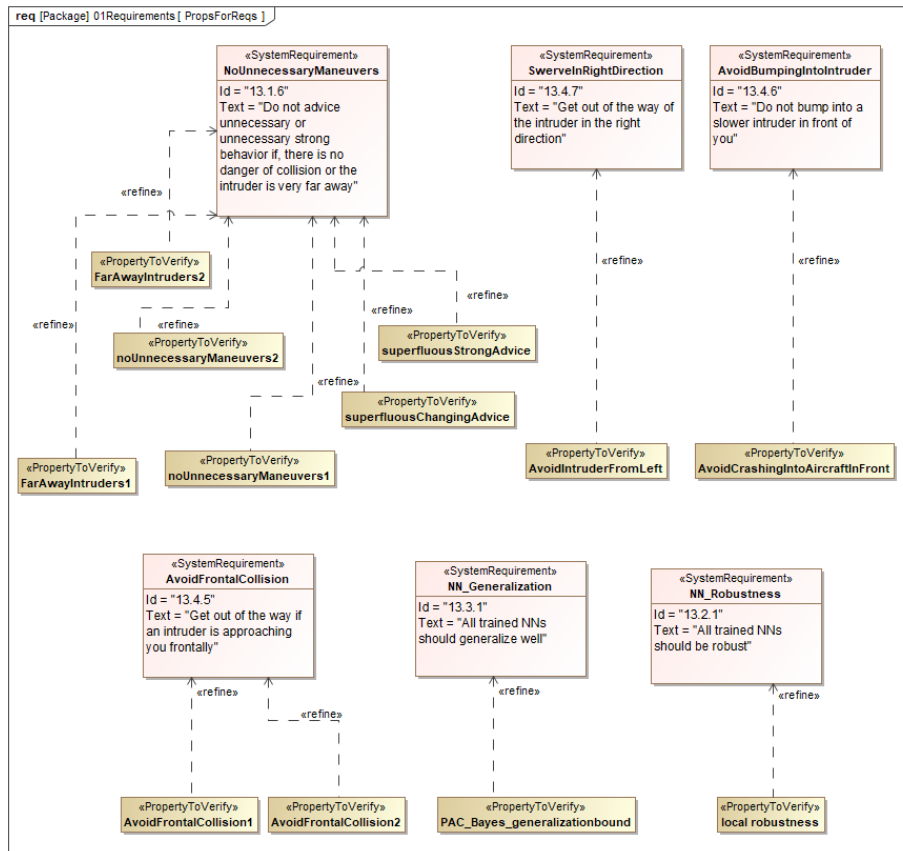 req [Package] 01Requirements [ PropsForReqs ]
«SystemRequirement»
NoUnnecessaryManeuvers
Id = "13.1.6"
Text = "Do not advice
unnecessary or
unnecessary strong
behavior if, there is no
danger of collision or the
intruder is very far away"
«SystemRequirement»
SwerveInRightDirection
Id = "13.4.7"
Text = "Get out of the way of
the intruder in the right
direction"
«SystemRequirement»
AvoidBumpingIntoIntruder
Id = "13.4.6"
Text = "Do not bump into a
slower intruder in front of
you"
«refine»
«PropertyToVerify»
FarAwayIntruders2
«refine»
«refine»
«PropertyToVerify»
noUnnecessaryManeuvers2
«refine»
«PropertyToVerify»
superfluousStrongAdvice
«refine»
«PropertyToVerify»
superfluousChangingAdvice
«refine»
«refine»
«PropertyToVerify»
FarAwayIntruders1
«PropertyToVerify»
noUnnecessaryManeuvers1
«PropertyToVerify»
AvoidIntruderFromLeft
«PropertyToVerify»
AvoidCrashingIntoAircraftInFront
«SystemRequirement»
AvoidFrontalCollision
Id = "13.4.5"
Text = "Get out of the way if
an intruder is approaching
you frontally"
«SystemRequirement»
NN_Generalization
Id = "13.3.1"
Text = "All trained NNs
should generalize well"
«SystemRequirement»
NN_Robustness
Id = "13.2.1"
Text = "All trained NNs
should be robust"
«refine»
«refine»
«refine»
«refine»
«PropertyToVerify»
AvoidFrontalCollision1
«PropertyToVerify»
AvoidFrontalCollision2
«PropertyToVerify»
PAC_Bayes_generalizationbound
«PropertyToVerify»
local robustness